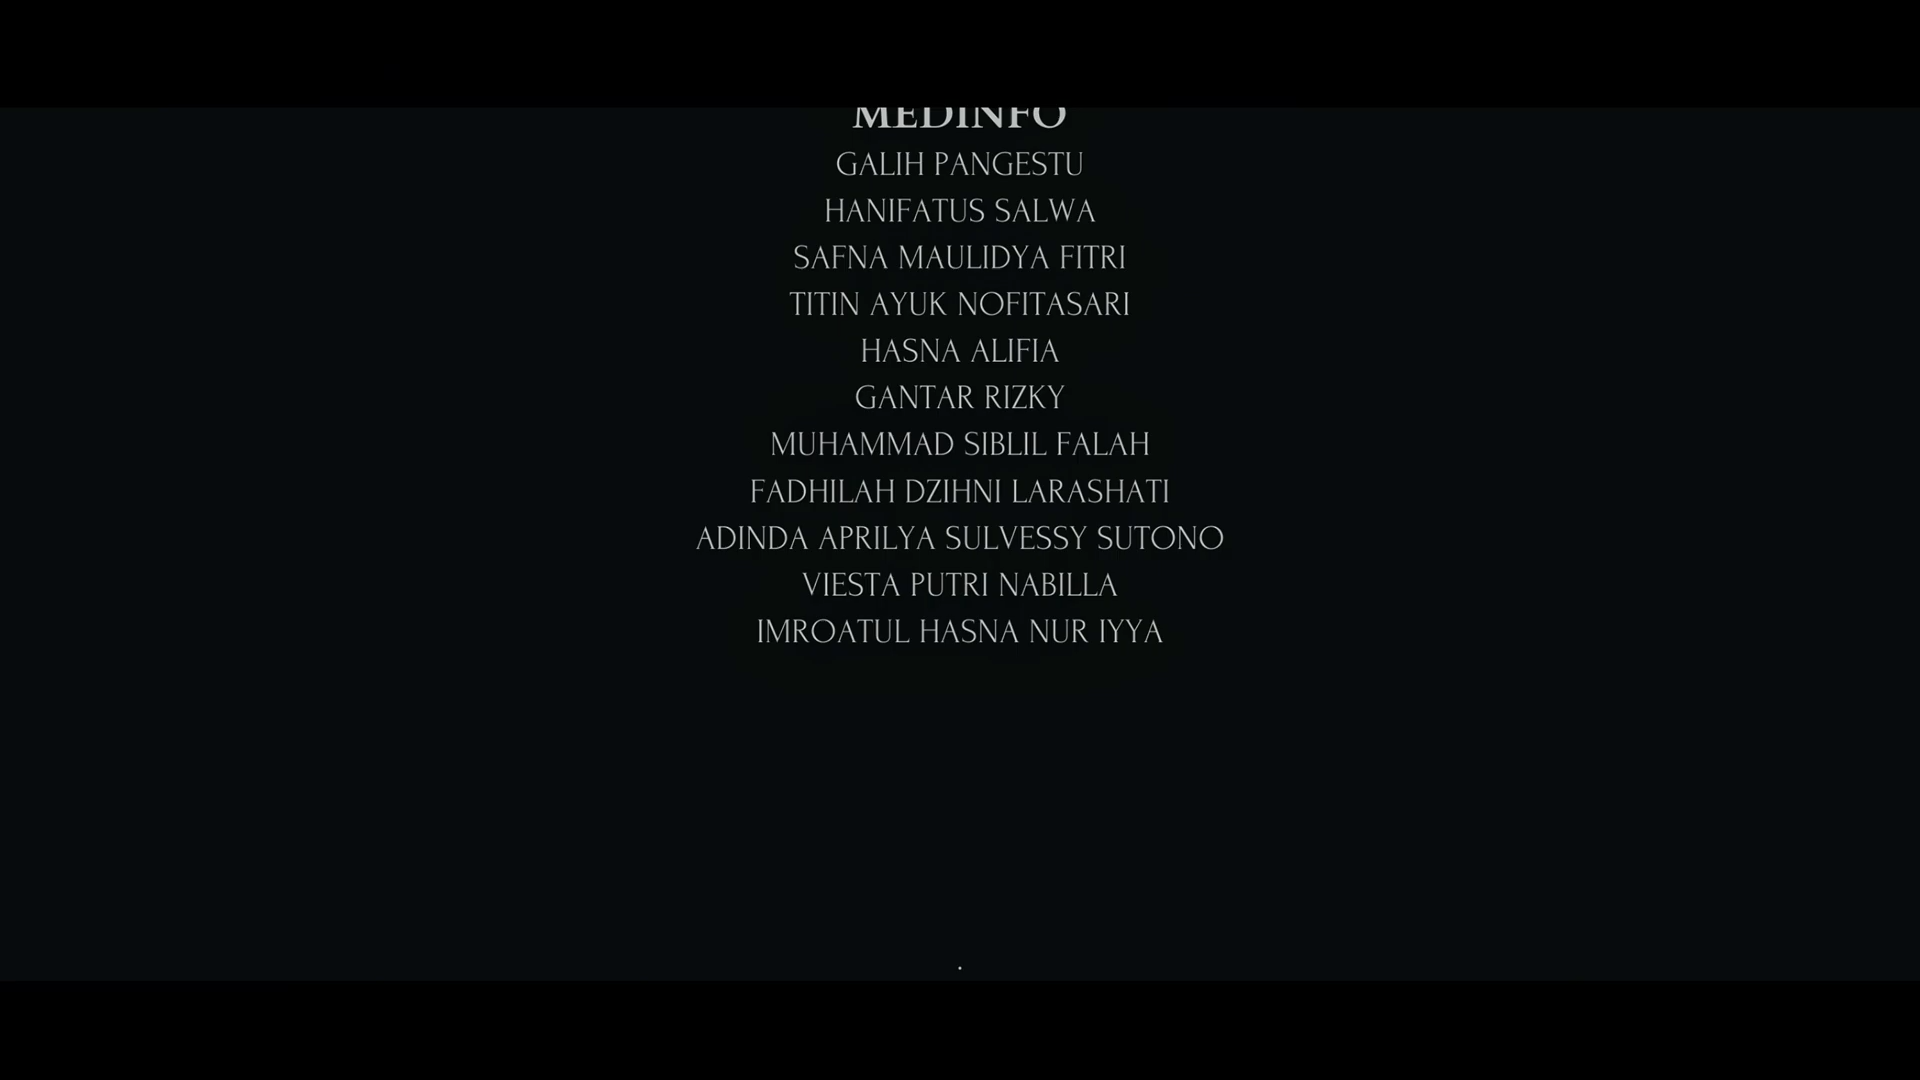 MEDINFO
GALIH PANGESTU
HANIFATUS SALWA
SAFNA MAULIDYA FITRI
TITIN AYUK NOFITASARI
HASNA ALIFIA
GANTAR RIZKY
MUHAMMAD SIBLIL FALAH
FADHILAH DZIHNI LARASHATI
ADINDA APRILYA SULVESSY SUTONO
VIESTA PUTRI NABILLA
IMROATUL HASNA NUR IYYA
.